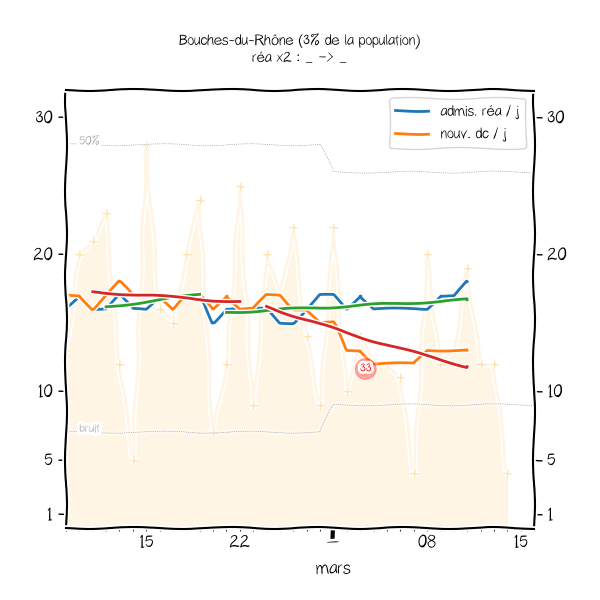 Bouches-du-Rhône (3% de la population)
réa x2 : _ -> _
admis. réa / j
nouv. dc / j
30
30
50%
20
20
33
10
10
bruit
5
5
1
1
15
22
08
15
mars